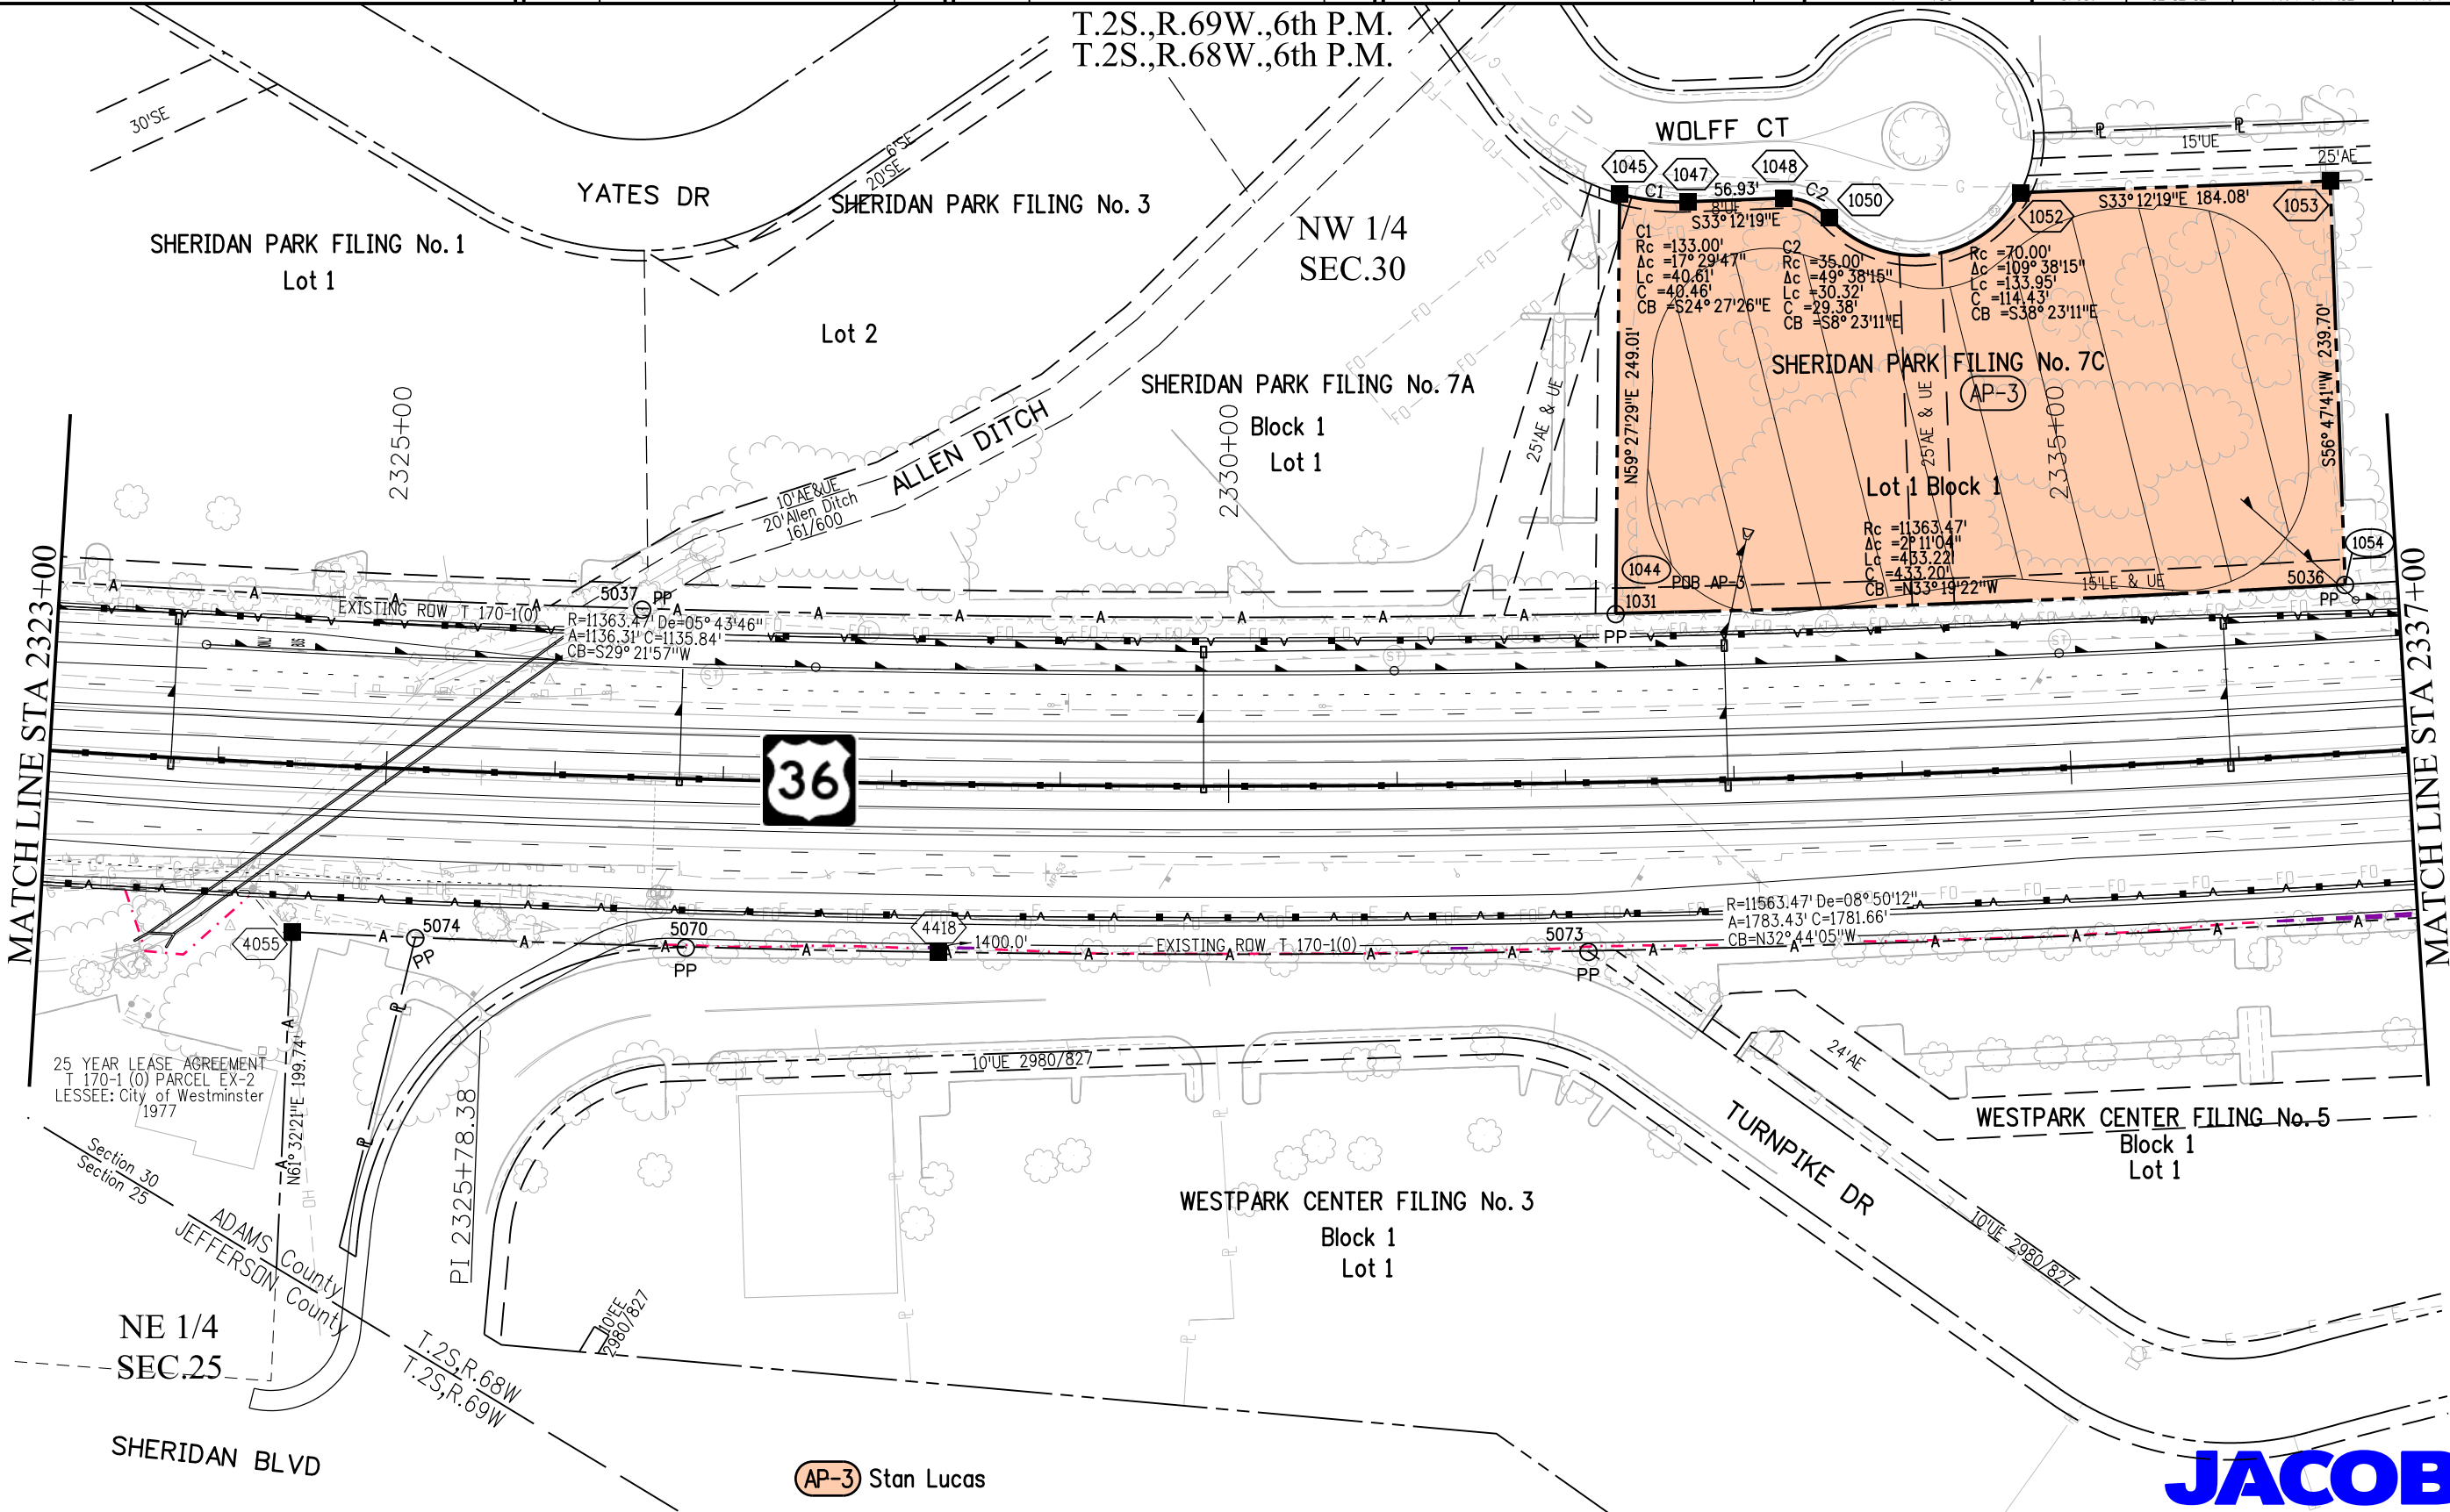 T.2S.,R.69W.,6th P.M.
T.2S.,R.68W.,6th P.M.
30'SE
YATES DR
6'SE
20'SE
SHERIDAN PARK FILING No. 3
SHERIDAN PARK FILING No. 1
Lot 1
Lot 2
NW 1/4
SEC.30
WOLFF CT
1045
1047
1048
1050
1052
1053
C1
56.93'
8'UE
S33°12'19"E
C2
15'UE
25'AE
S33°12'19"E 184.08'
C1
Rc =133.00'
Δc =17°29'47"
Lc =40.61'
C =40.46'
CB =S24°27'26"E
C2
Rc =35.00'
Δc =49°38'15"
Lc =30.32'
C =29.38'
CB =S8°23'11"E
Rc =70.00'
Δc =109°38'15"
Lc =133.95'
C =114.43'
CB =S38°23'11"E
N59°27'29"E 249.01'
S56°47'41"W 239.70'
SHERIDAN PARK FILING No. 7C
AP-3
SHERIDAN PARK FILING No. 7A
Block 1
Lot 1
25'AE & UE
25'AE & UE
2325+00
2330+00
2335+00
Lot 1 Block 1
ALLEN DITCH
10'AE&UE
20'Allen Ditch
161/600
Rc =11363.47'
Δc =2°11'04"
Lc =433.22'
C =433.20'
CB =N33°19'22"W
1044
POB AP-3
1031
PP
15'LE & UE
5036
PP
1054
MATCH LINE STA 2323+00
MATCH LINE STA 2337+00
EXISTING ROW T 170-1(0)
5037
PP
R=11363.47' De=05°43'46"
A=1136.31' C=1135.84'
CB=S29°21'57"W
36
R=11563.47' De=08°50'12"
A=1783.43' C=1781.66'
CB=N32°44'05"W
4055
5074
PP
5070
PP
4418
1400.0'
EXISTING ROW T 170-1(0)
5073
PP
25 YEAR LEASE AGREEMENT
T 170-1 (0) PARCEL EX-2
LESSEE: City of Westminster
1977
N61°32'21"E 199.74'
PI 2325+78.38
10'UE 2980/827
24'AE
TURNPIKE DR
WESTPARK CENTER FILING No. 5
Block 1
Lot 1
WESTPARK CENTER FILING No. 3
Block 1
Lot 1
10'UE 2980/827
Section 30
Section 25
ADAMS County
JEFFERSON County
NE 1/4
SEC.25
T.2S,R.68W
T.2S,R.69W
10'EE
2980/827
SHERIDAN BLVD
AP-3 Stan Lucas
JACOB